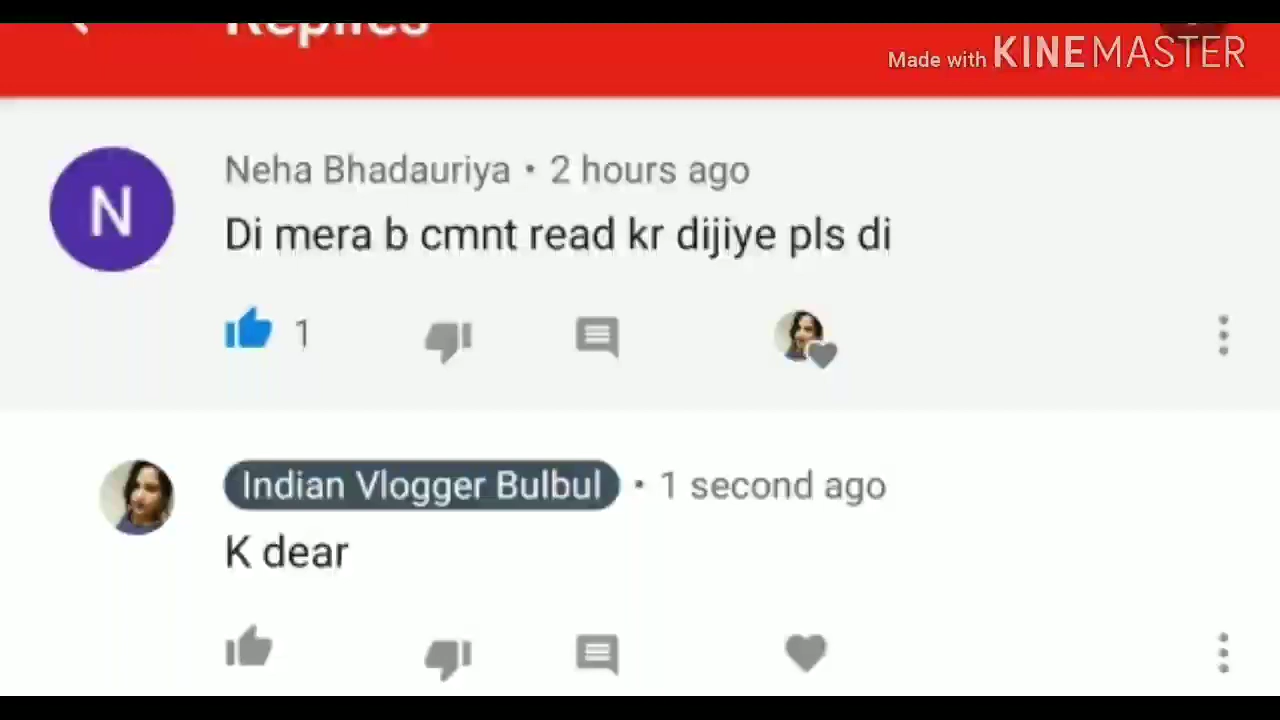 Replies
Made with KINEMASTER
N
Neha Bhadauriya • 2 hours ago
Di mera b cmnt read kr dijiye pls di
1
Indian Vlogger Bulbul • 1 second ago
K dear